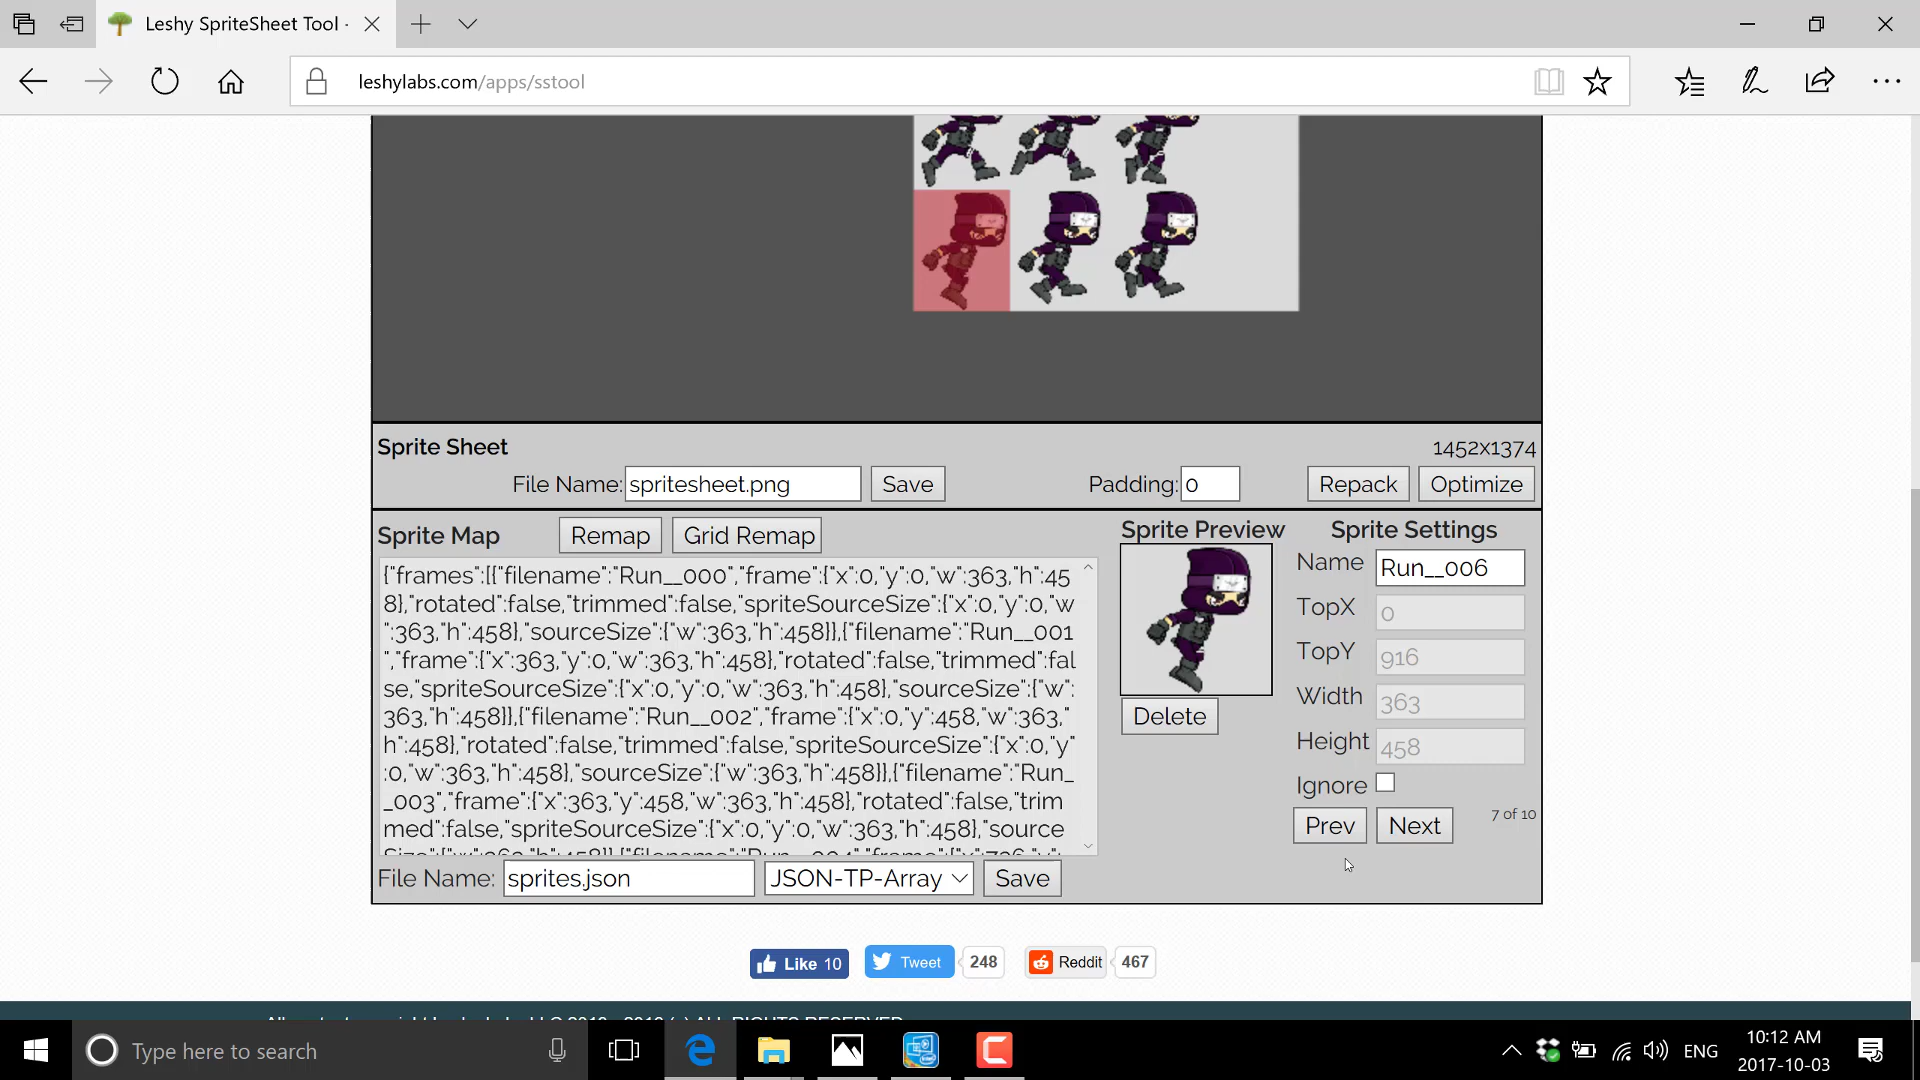 Leshy SpriteSheet Tool -
leshylabs.com/apps/sstool
Sprite Sheet
1452x1374
File Name: spritesheet.png Save Padding: 0 Repack Optimize
Sprite Map Remap Grid Remap
{"frames":[{"filename":"Run__000","frame":{"x":0,"y":0,"w":363,"h":45
8},"rotated":false,"trimmed":false,"spriteSourceSize":{"x":0,"y":0,"w
":363,"h":458},"sourceSize":{"w":363,"h":458}},{"filename":"Run__001
","frame":{"x":363,"y":0,"w":363,"h":458},"rotated":false,"trimmed":fal
se,"spriteSourceSize":{"x":0,"y":0,"w":363,"h":458},"sourceSize":{"w":
363,"h":458}},{"filename":"Run__002","frame":{"x":0,"y":458,"w":363,"
h":458},"rotated":false,"trimmed":false,"spriteSourceSize":{"x":0,"y"
:0,"w":363,"h":458},"sourceSize":{"w":363,"h":458}},{"filename":"Run_
_003","frame":{"x":363,"y":458,"w":363,"h":458},"rotated":false,"trim
med":false,"spriteSourceSize":{"x":0,"y":0,"w":363,"h":458},"source
File Name: sprites.json JSON-TP-Array Save
Sprite Preview
Delete
Sprite Settings
Name Run__006
TopX 0
TopY 916
Width 363
Height 458
Ignore
Prev Next 7 of 10
Like 10 Tweet 248 Reddit 467
Type here to search
ENG
10:12 AM
2017-10-03